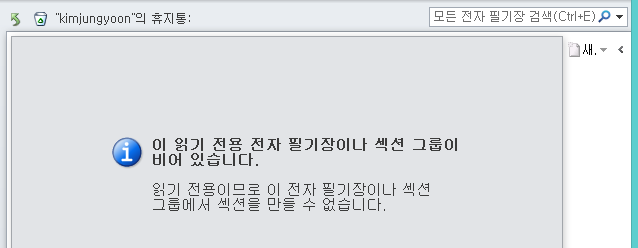 "kimjungyoon"의 휴지통:
모든 전자 필기장 검색(Ctrl+E)
새.
이 읽기 전용 전자 필기장이나 섹션 그룹이
비어 있습니다.
읽기 전용이므로 이 전자 필기장이나 섹션
그룹에서 섹션을 만들 수 없습니다.